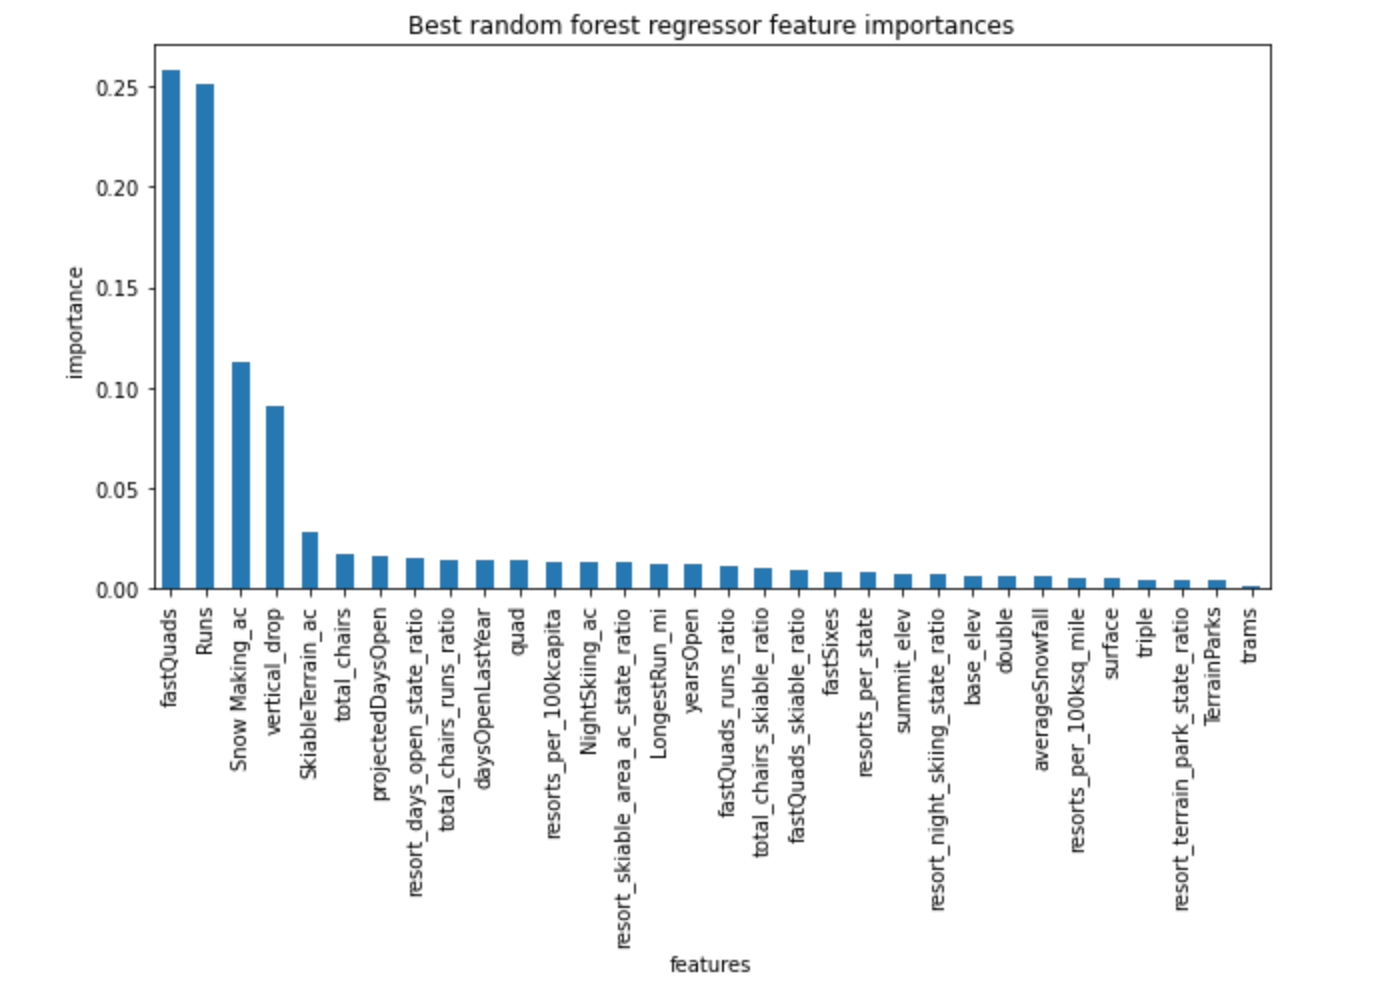 Best random forest regressor feature importances
0.25
0.20
0.15
0.10
0.05
0.00
importance
fastQuads
Runs
Snow Making_ac
vertical_drop
SkiableTerrain_ac
total_chairs
projectedDaysOpen
resort_days_open_state_ratio
total_chairs_runs_ratio
daysOpenLastYear
quad
resorts_per_100kcapita
NightSkiing_ac
resort_skiable_area_ac_state_ratio
LongestRun_mi
yearsOpen
fastQuads_runs_ratio
total_chairs_skiable_ratio
fastQuads_skiable_ratio
fastSixes
resorts_per_state
summit_elev
resort_night_skiing_state_ratio
base_elev
double
averageSnowfall
resorts_per_100ksq_mile
surface
triple
resort_terrain_park_state_ratio
TerrainParks
trams
features